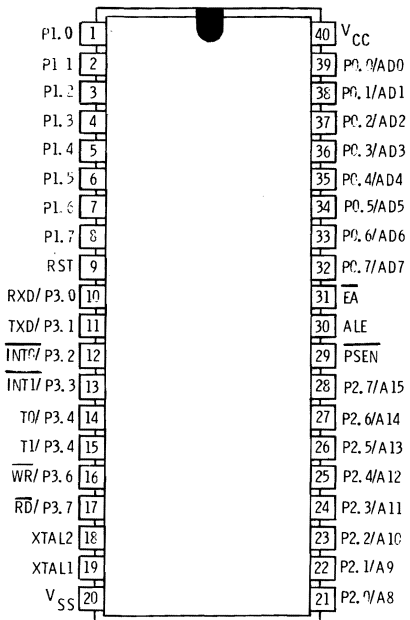 P1.0 1 40 VCC
P1 1 2 39 P0.0/AD0
P1.2 3 38 P0.1/AD1
P1.3 4 37 P0.2/AD2
P1.4 5 36 P0.3/AD3
P1.5 6 35 P0.4/AD4
P1.6 7 34 P0.5/AD5
P1.7 8 33 P0.6/AD6
RST 9 32 P0.7/AD7
RXD/ P3.0 10 31 EA
TXD/ P3.1 11 30 ALE
INT0/ P3.2 12 29 PSEN
INT1/ P3.3 13 28 P2.7/A15
T0/ P3.4 14 27 P2.6/A14
T1/ P3.4 15 26 P2.5/A13
WR/ P3.6 16 25 P2.4/A12
RD/ P3.7 17 24 P2.3/A11
XTAL2 18 23 P2.2/A10
XTAL1 19 22 P2.1/A9
VSS 20 21 P2.0/A8